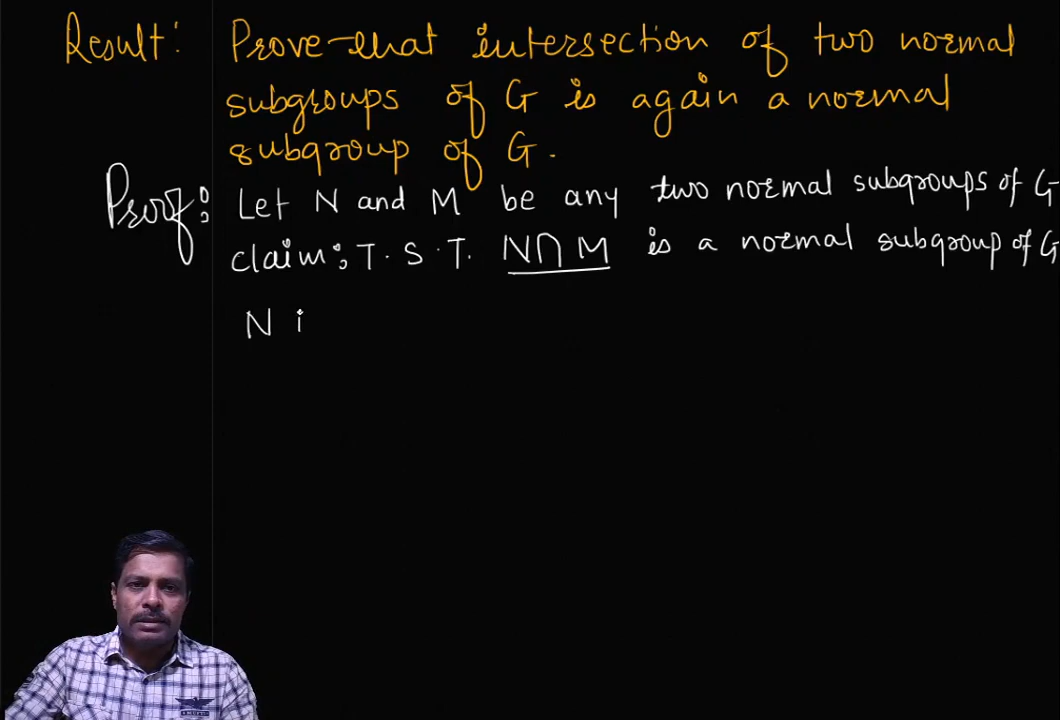 Result: Prove that intersection of two normal
subgroups of G is again a normal
subgroup of G.
Proof: Let N and M be any two normal subgroups of G
claim: T.S.T. N∩M is a normal subgroup of G
N i